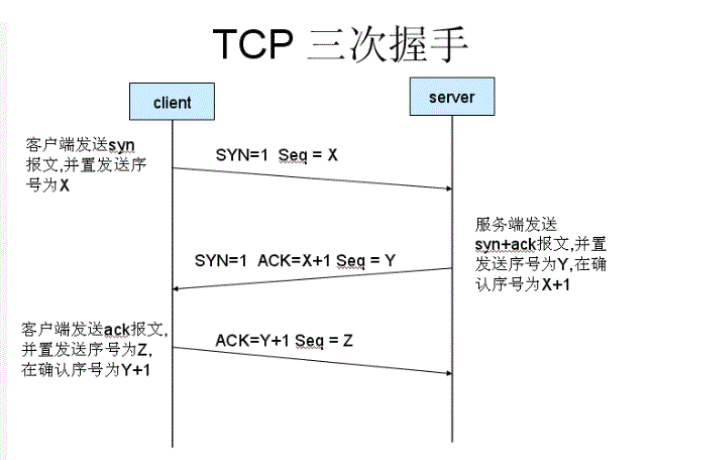 TCP 三次握手
client
server
客户端发送syn
报文,并置发送序
号为X
SYN=1 Seq = X
服务端发送
syn+ack报文,并置
发送序号为Y,在确
认序号为X+1
SYN=1 ACK=X+1 Seq = Y
客户端发送ack报文,
并置发送序号为Z,
在确认序号为Y+1
ACK=Y+1 Seq = Z